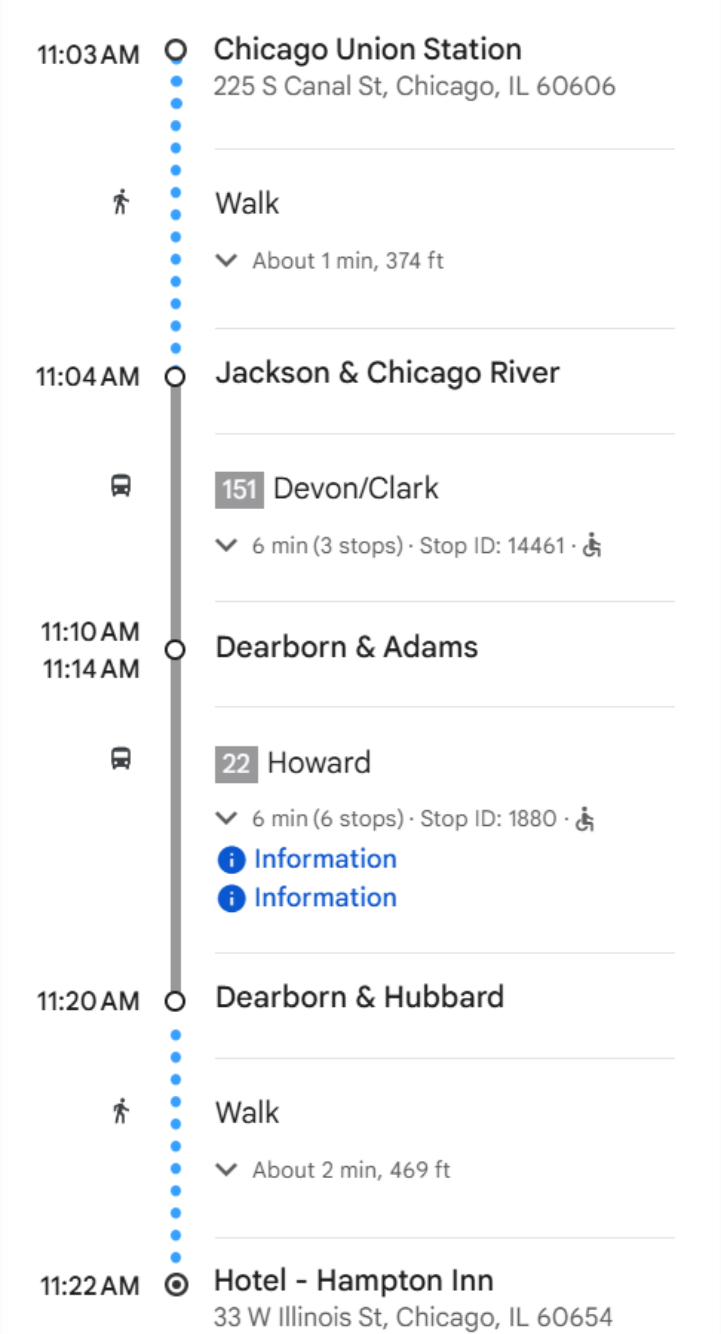 11:03 AM Chicago Union Station
225 S Canal St, Chicago, IL 60606
Walk
About 1 min, 374 ft
11:04 AM Jackson & Chicago River
151 Devon/Clark
6 min (3 stops) · Stop ID: 14461 ·
11:10 AM
Dearborn & Adams
11:14 AM
22 Howard
6 min (6 stops) · Stop ID: 1880 ·
Information
Information
11:20 AM Dearborn & Hubbard
Walk
About 2 min, 469 ft
11:22 AM Hotel - Hampton Inn
33 W Illinois St, Chicago, IL 60654